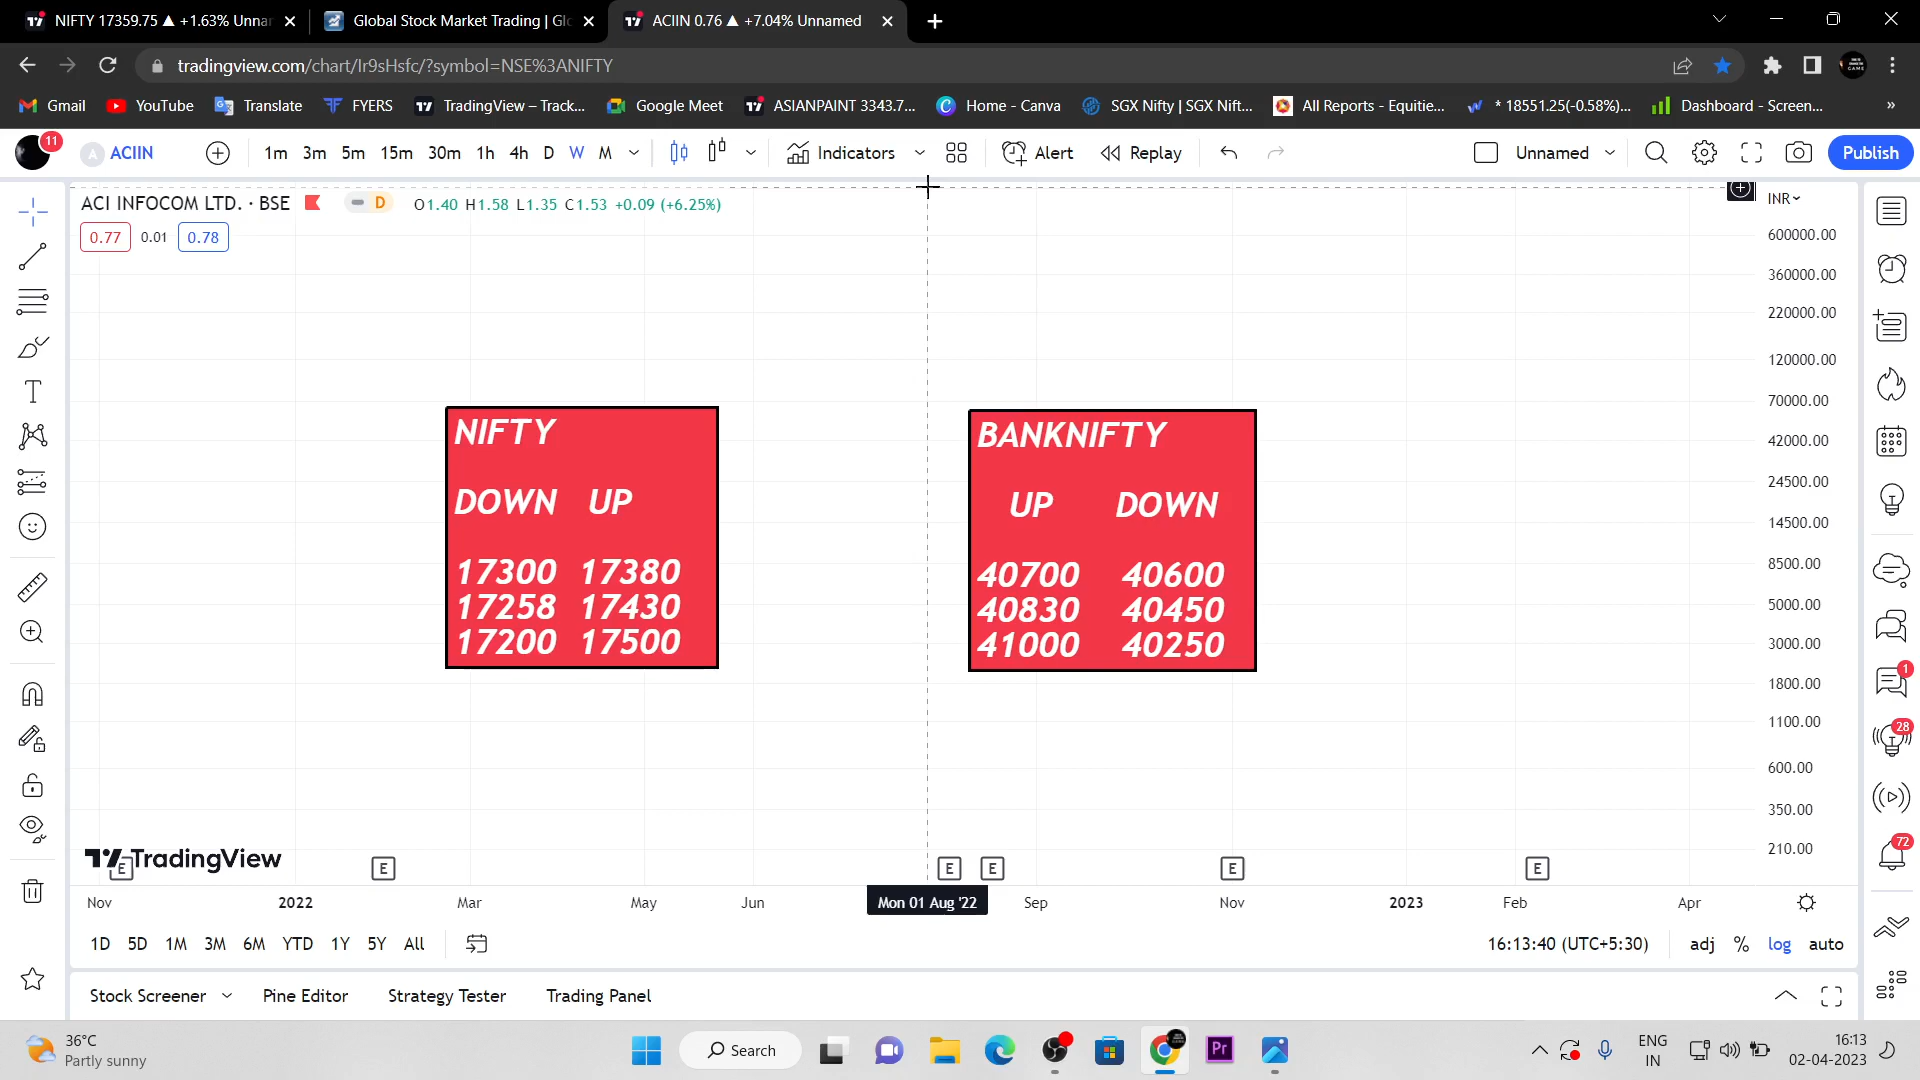 NIFTY 17359.75 ▲ +1.63% Unnar
Global Stock Market Trading | Glo
ACIIN 0.76 ▲ +7.04% Unnamed
tradingview.com/chart/Ir9sHsfc/?symbol=NSE%3ANIFTY
Gmail YouTube Translate FYERS TradingView – Track... Google Meet ASIANPAINT 3343.7... Home - Canva SGX Nifty | SGX Nift... All Reports - Equitie... * 18551.25(-0.58%)... Dashboard - Screen... »
11 A ACIIN 1m 3m 5m 15m 30m 1h 4h D W M Indicators Alert Replay Unnamed Publish
ACI INFOCOM LTD. · BSE D O1.40 H1.58 L1.35 C1.53 +0.09 (+6.25%)
INR
0.77 0.01 0.78
600000.00
360000.00
220000.00
120000.00
70000.00
42000.00
24500.00
14500.00
8500.00
5000.00
3000.00
1800.00
1100.00
600.00
350.00
210.00
NIFTY
DOWN UP
17300 17380
17258 17430
17200 17500
BANKNIFTY
UP DOWN
40700 40600
40830 40450
41000 40250
1
28
72
TradingView
E E E E E E
Nov 2022 Mar May Jun Mon 01 Aug '22 Sep Nov 2023 Feb Apr
1D 5D 1M 3M 6M YTD 1Y 5Y All 16:13:40 (UTC+5:30) adj % log auto
Stock Screener Pine Editor Strategy Tester Trading Panel
36°C
Partly sunny
Search
Pr
ENG
IN
16:13
02-04-2023